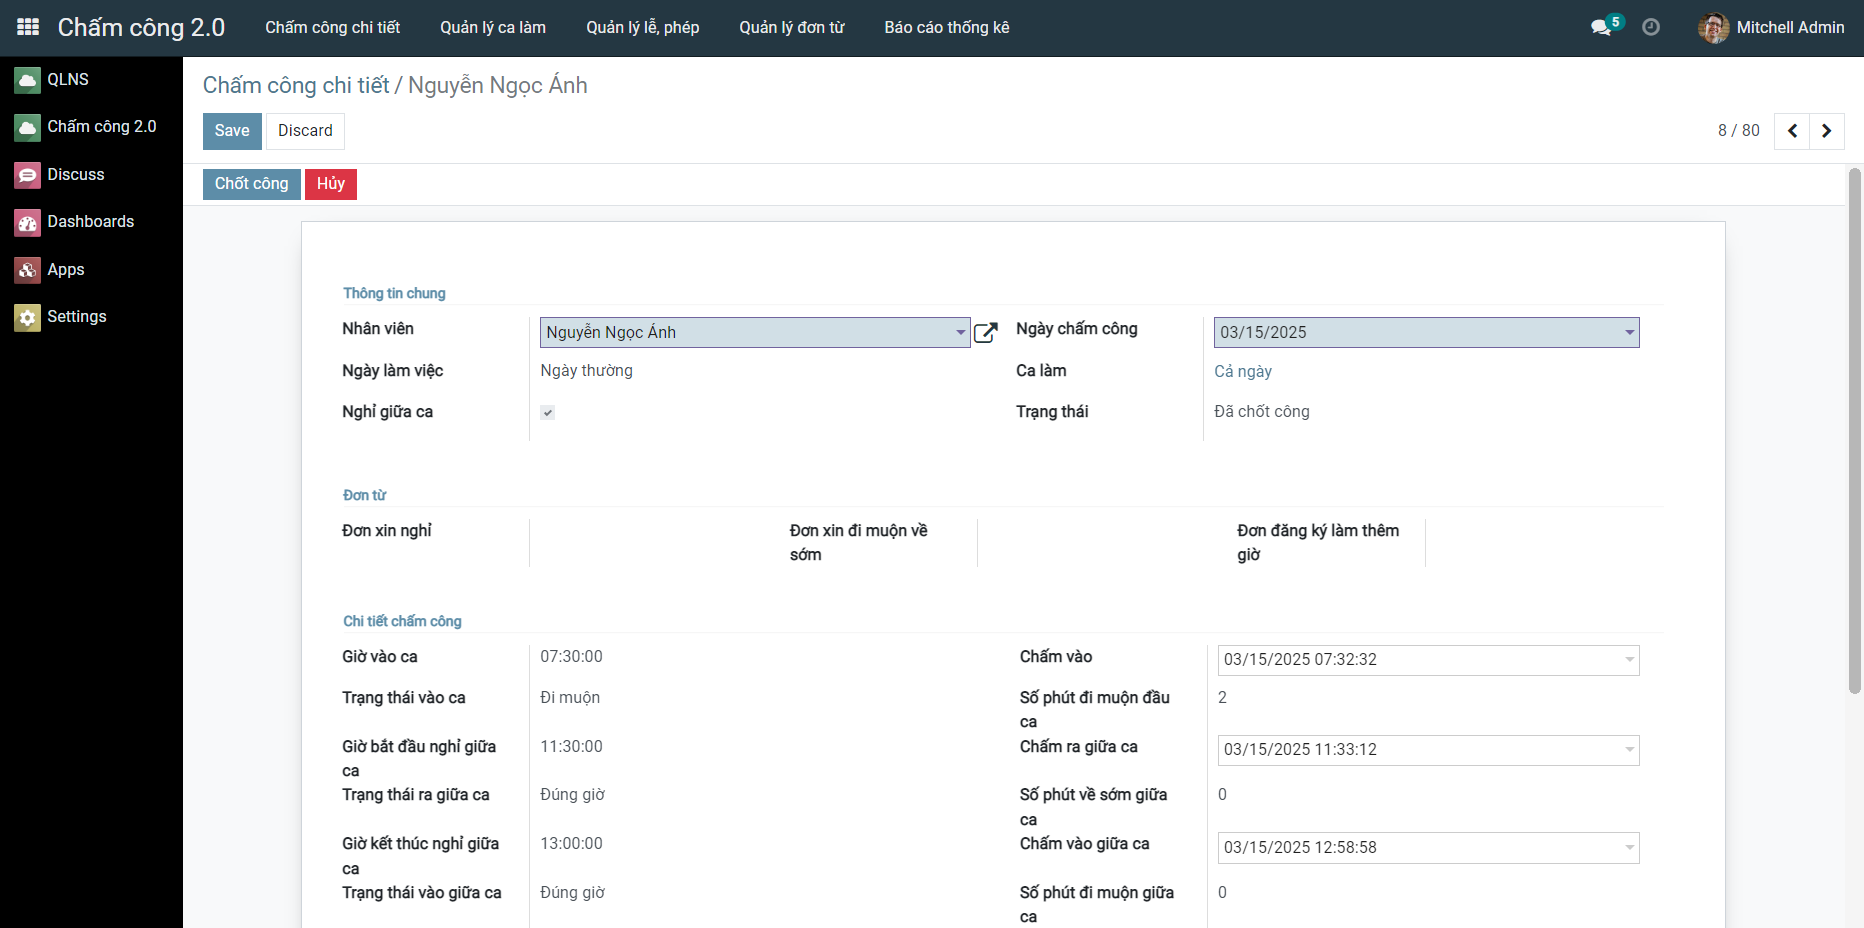 Chấm công 2.0 Chấm công chi tiết Quản lý ca làm Quản lý lễ, phép Quản lý đơn từ Báo cáo thống kê 5 Mitchell Admin
QLNS
Chấm công 2.0
Discuss
Dashboards
Apps
Settings
Chấm công chi tiết / Nguyễn Ngọc Ánh
Save Discard 8 / 80
Chốt công Hủy
Thông tin chung
Nhân viên Nguyễn Ngọc Ánh Ngày chấm công 03/15/2025
Ngày làm việc Ngày thường Ca làm Cả ngày
Nghỉ giữa ca Trạng thái Đã chốt công
Đơn từ
Đơn xin nghỉ Đơn xin đi muộn về sớm Đơn đăng ký làm thêm giờ
Chi tiết chấm công
Giờ vào ca 07:30:00 Chấm vào 03/15/2025 07:32:32
Trạng thái vào ca Đi muộn Số phút đi muộn đầu ca 2
Giờ bắt đầu nghỉ giữa ca 11:30:00 Chấm ra giữa ca 03/15/2025 11:33:12
Trạng thái ra giữa ca Đúng giờ Số phút về sớm giữa ca 0
Giờ kết thúc nghỉ giữa ca 13:00:00 Chấm vào giữa ca 03/15/2025 12:58:58
Trạng thái vào giữa ca Đúng giờ Số phút đi muộn giữa ca 0